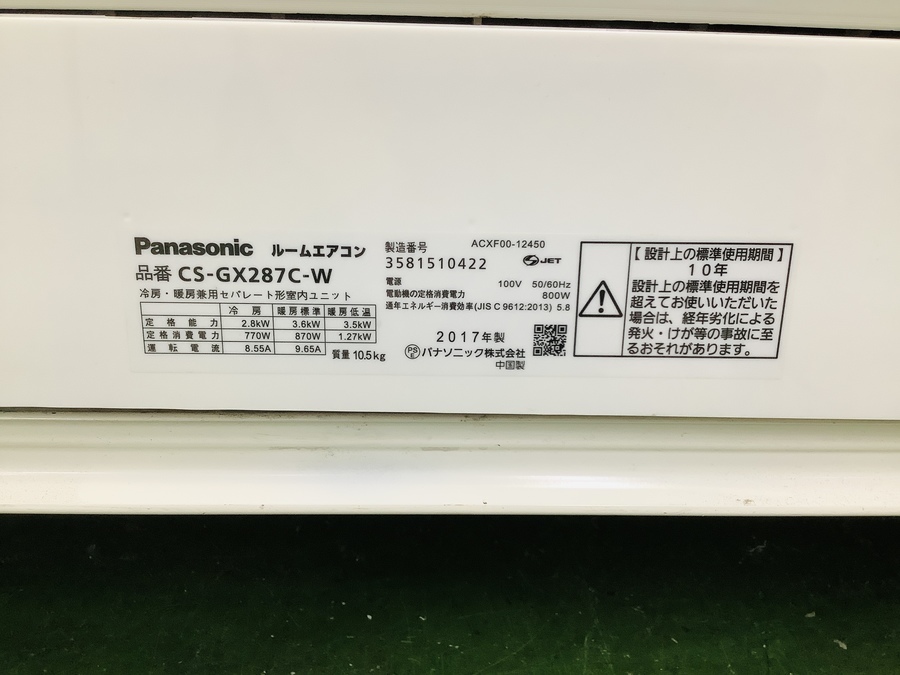 Panasonic ルームエアコン
品番 CS-GX287C-W
冷房・暖房兼用セパレート形室内ユニット
冷房 暖房標準 暖房低温
定格能力 2.8kW 3.6kW 3.5kW
定格消費電力 770W 870W 1.27kW
運転電流 8.55A 9.65A
質量 10.5kg
製造番号 ACXF00-12450
3581510422 JET
電源 100V 50/60Hz
電動機の定格消費電力 800W
通年エネルギー消費効率(JIS C 9612:2013) 5.8
2017年製
PSE パナソニック株式会社
中国製
【設計上の標準使用期間】
10年
設計上の標準使用期間を
超えてお使いいただいた
場合は、経年劣化による
発火・けが等の事故に至
るおそれがあります。